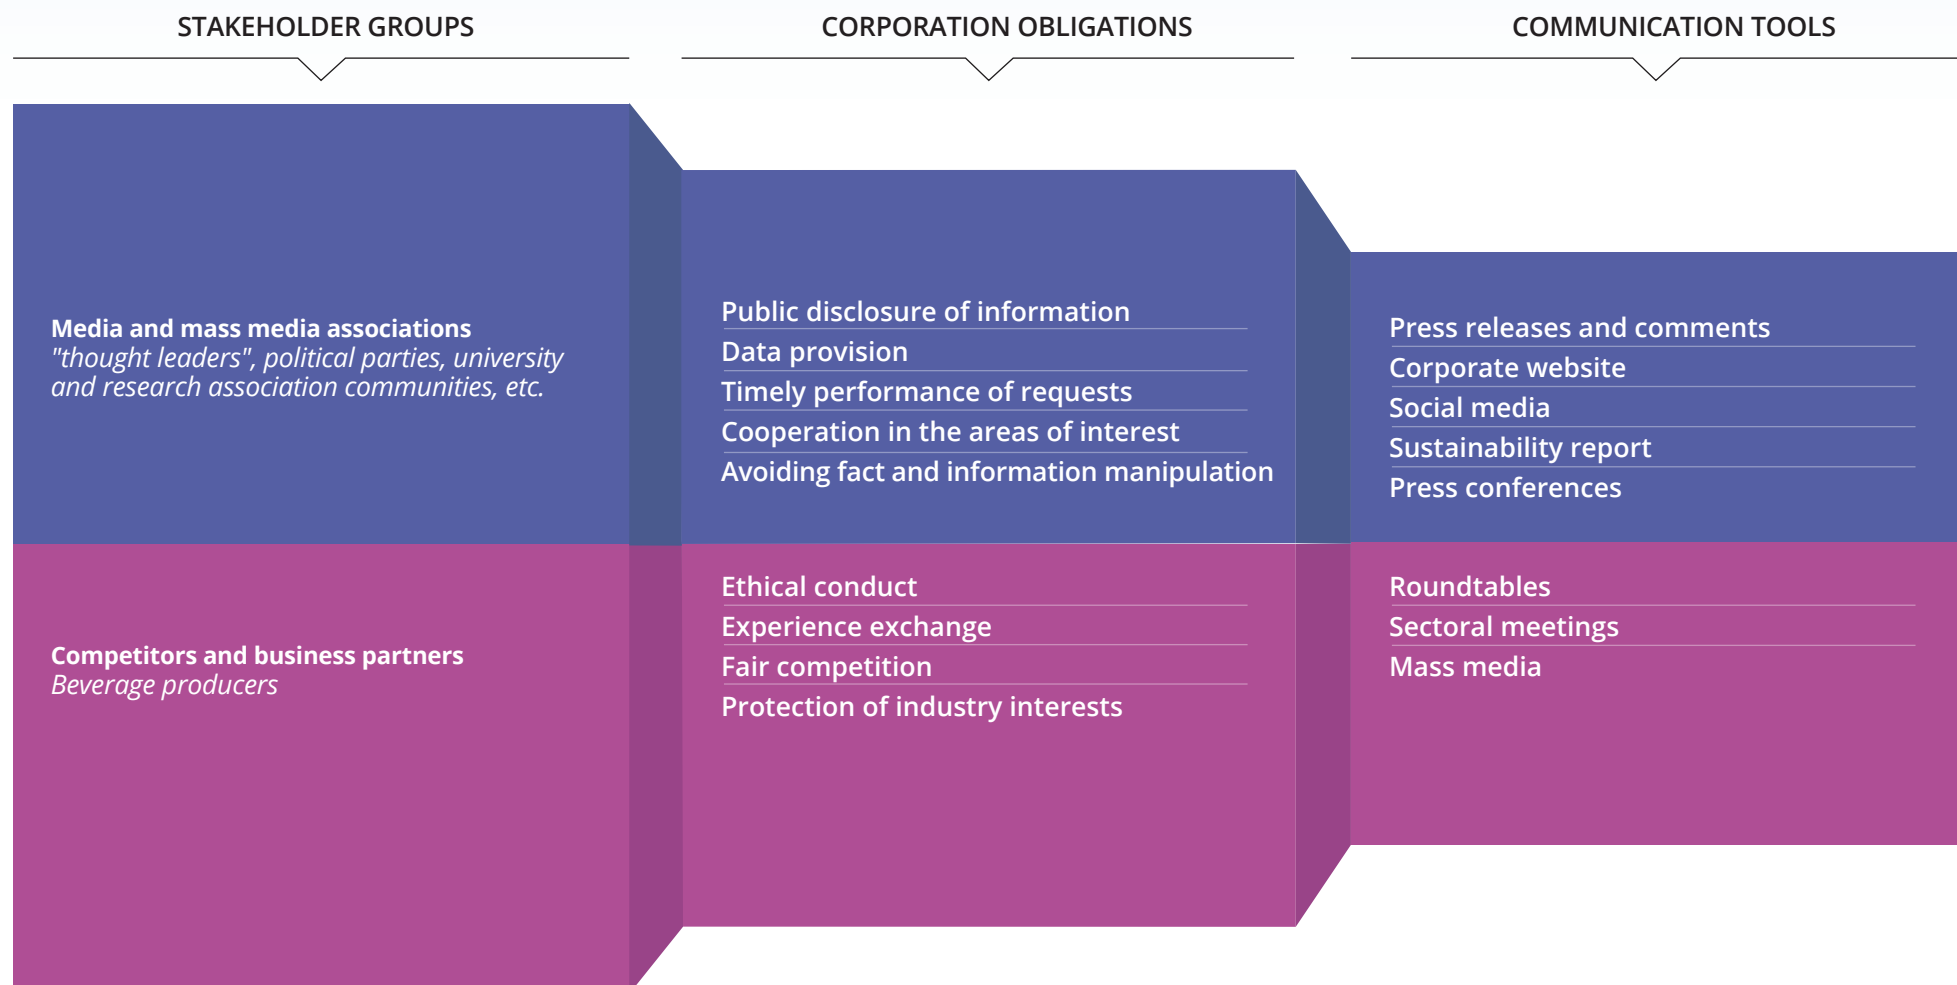 STAKEHOLDER GROUPS
CORPORATION OBLIGATIONS
COMMUNICATION TOOLS
Media and mass media associations
"thought leaders", political parties, university
and research association communities, etc.
Public disclosure of information
Data provision
Timely performance of requests
Cooperation in the areas of interest
Avoiding fact and information manipulation
Press releases and comments
Corporate website
Social media
Sustainability report
Press conferences
Competitors and business partners
Beverage producers
Ethical conduct
Experience exchange
Fair competition
Protection of industry interests
Roundtables
Sectoral meetings
Mass media